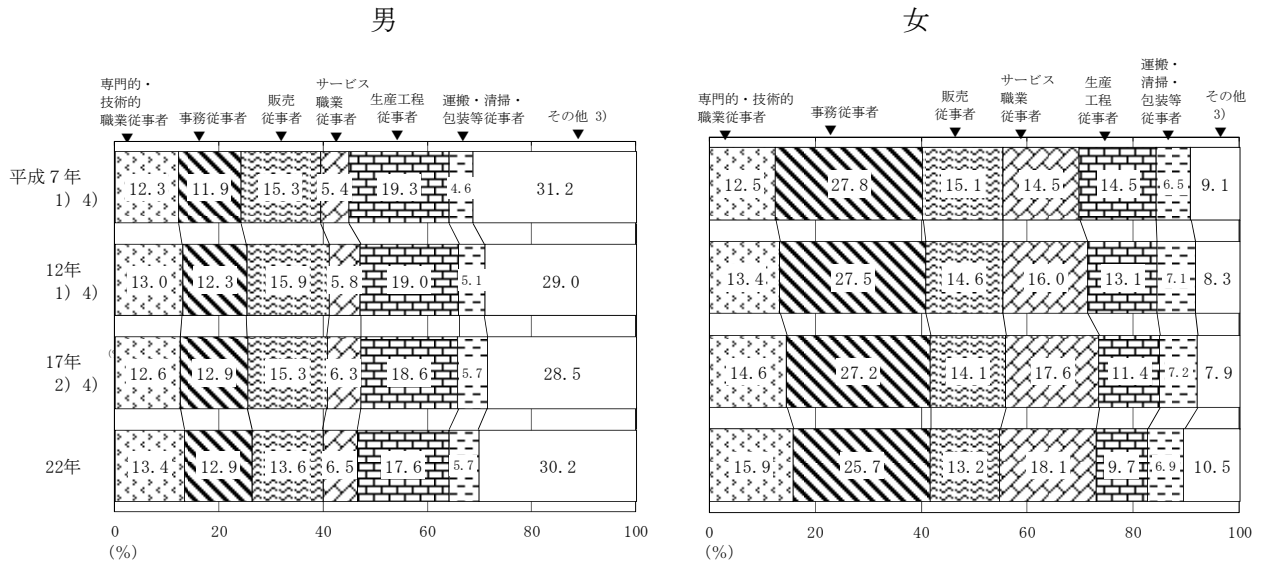 男
専門的・
技術的
職業従事者
事務従事者
販売
従事者
サービス
職業
従事者
生産工程
従事者
運搬・清掃・
包装等従事者
その他 3)
平成７年
1) 4)
12.3 11.9 15.3 5.4 19.3 4.6 31.2
12年
1) 4)
13.0 12.3 15.9 5.8 19.0 5.1 29.0
17年
2) 4)
12.6 12.9 15.3 6.3 18.6 5.7 28.5
22年
13.4 12.9 13.6 6.5 17.6 5.7 30.2
0 20 40 60 80 100
(%)
女
専門的・技術的
職業従事者
事務従事者
販売
従事者
サービス
職業
従事者
生産
工程
従事者
運搬・
清掃・
包装等
従事者
その他
3)
12.5 27.8 15.1 14.5 14.5 6.5 9.1
13.4 27.5 14.6 16.0 13.1 7.1 8.3
14.6 27.2 14.1 17.6 11.4 7.2 7.9
15.9 25.7 13.2 18.1 9.7 6.9 10.5
0 20 40 60 80 100
(%)